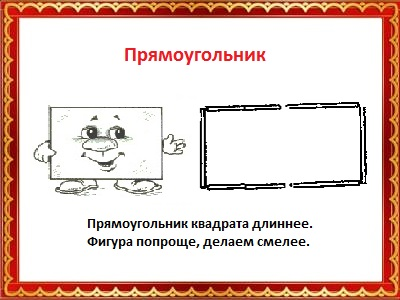 Прямоугольник
Прямоугольник квадрата длиннее.
Фигура попроще, делаем смелее.